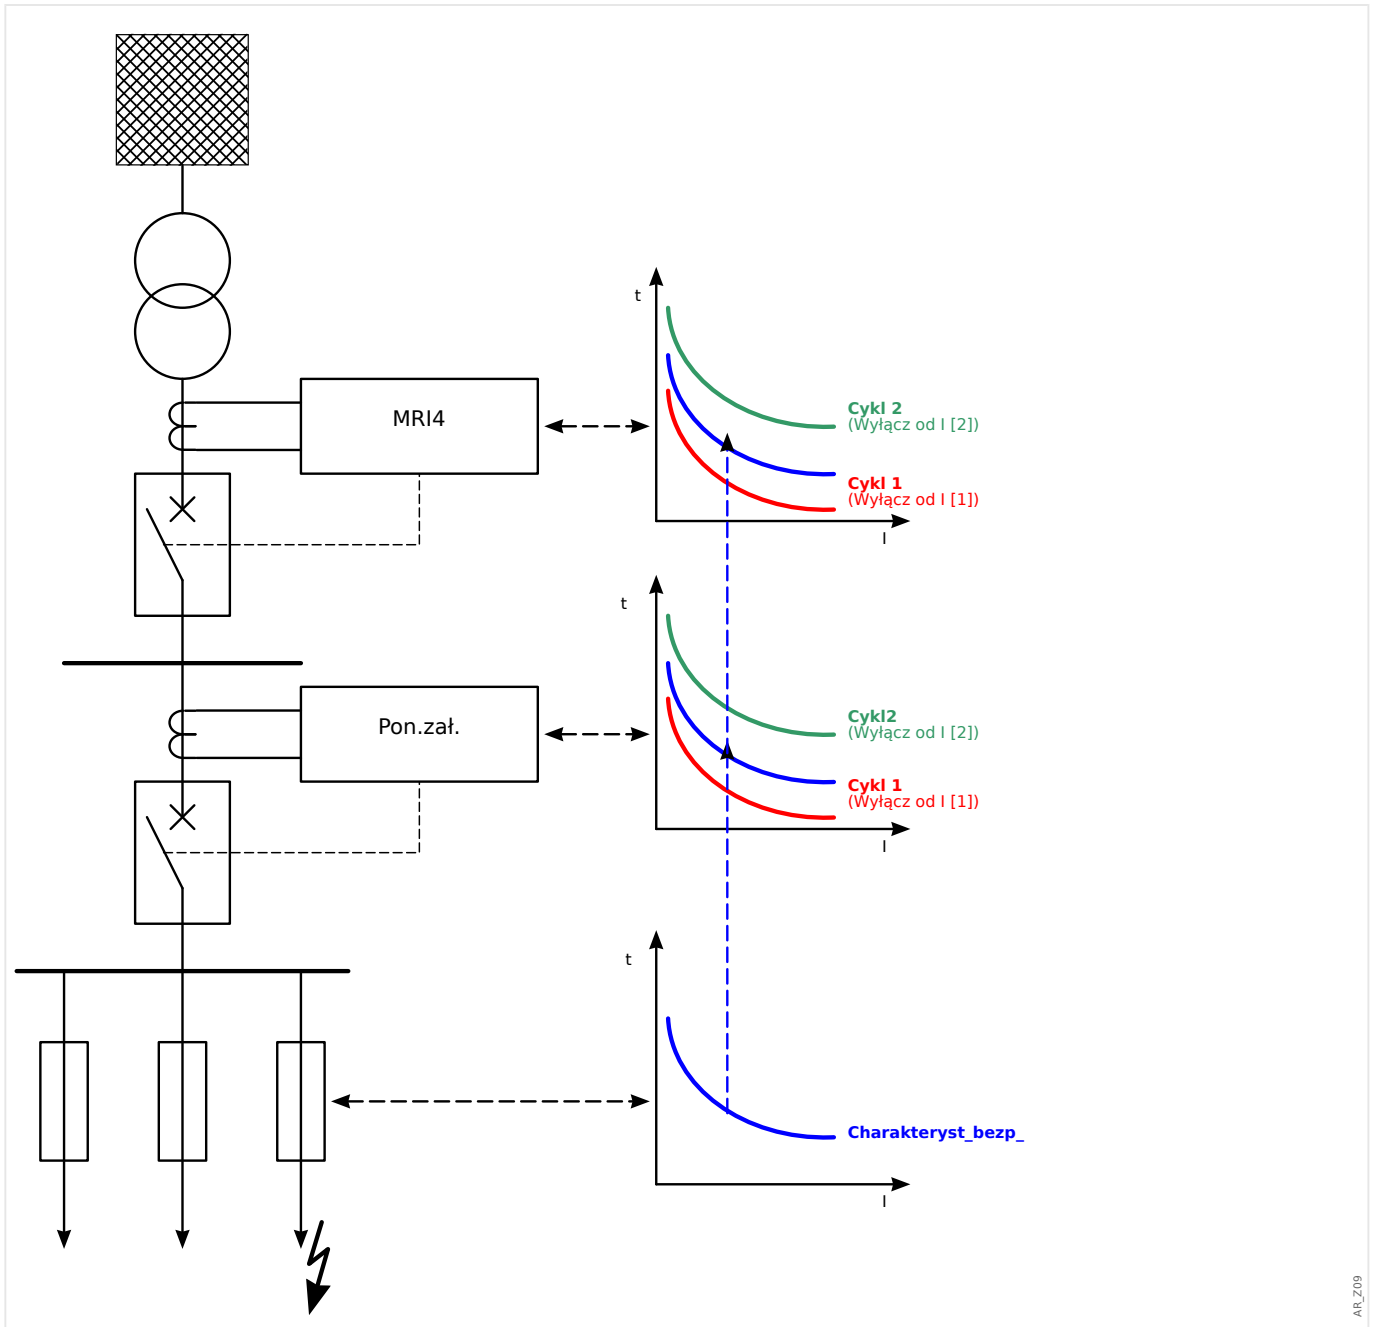 MRI4
t
Cykl 2
(Wyłącz od I [2])
Cykl 1
(Wyłącz od I [1])
I
Pon.zał.
t
Cykl2
(Wyłącz od I [2])
Cykl 1
(Wyłącz od I [1])
I
t
Charakteryst_bezp_
I
AR_Z09